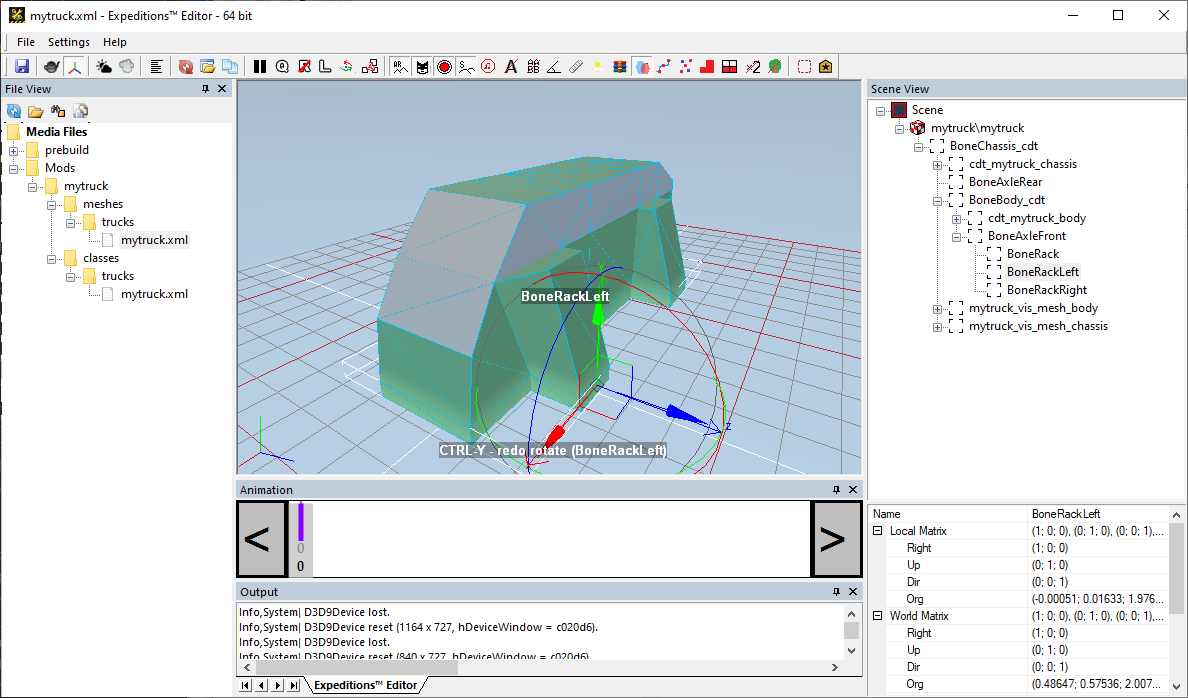 mytruck.xml - Expeditions™ Editor - 64 bit
File Settings Help
File View
Media Files
prebuild
Mods
mytruck
meshes
trucks
mytruck.xml
classes
trucks
mytruck.xml
BoneRackLeft
Z
CTRL-Y - redo rotate (BoneRackLeft)
Animation
<
0
0
>
Output
Info,System| D3D9Device lost.
Info,System| D3D9Device reset (1164 x 727, hDeviceWindow = c020d6).
Info,System| D3D9Device lost.
Info,System| D3D9Device reset (840 x 727, hDeviceWindow = c020d6)
Expeditions™ Editor
Scene View
Scene
mytruck\mytruck
BoneChassis_cdt
cdt_mytruck_chassis
BoneAxleRear
BoneBody_cdt
cdt_mytruck_body
BoneAxleFront
BoneRack
BoneRackLeft
BoneRackRight
mytruck_vis_mesh_body
mytruck_vis_mesh_chassis
Name BoneRackLeft
Local Matrix (1; 0; 0), (0; 1; 0), (0; 0; 1),...
Right (1; 0; 0)
Up (0; 1; 0)
Dir (0; 0; 1)
Org (-0.00051; 0.01633; 1.976...
World Matrix (1; 0; 0), (0; 1; 0), (0; 0; 1),...
Right (1; 0; 0)
Up (0; 1; 0)
Dir (0; 0; 1)
Org (0.48647; 0.57536; 2.007...